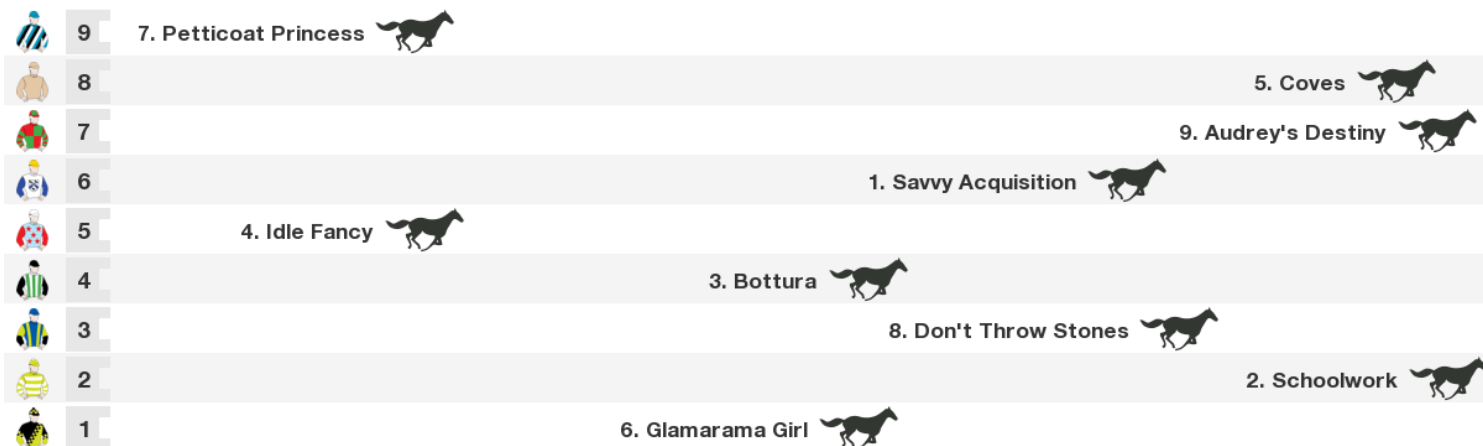 9 7. Petticoat Princess
8 5. Coves
7 9. Audrey's Destiny
6 1. Savvy Acquisition
5 4. Idle Fancy
4 3. Bottura
3 8. Don't Throw Stones
2 2. Schoolwork
1 6. Glamarama Girl